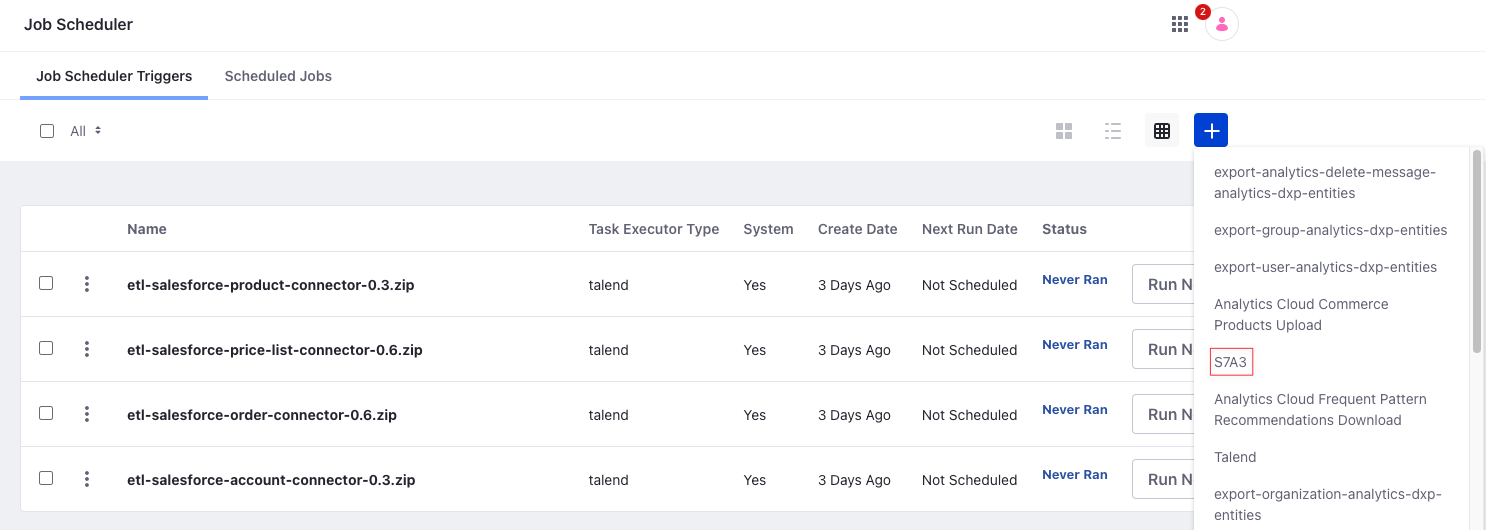 Job Scheduler
2
Job Scheduler Triggers Scheduled Jobs
All
Name Task Executor Type System Create Date Next Run Date Status
etl-salesforce-product-connector-0.3.zip talend Yes 3 Days Ago Not Scheduled Never Ran Run N
etl-salesforce-price-list-connector-0.6.zip talend Yes 3 Days Ago Not Scheduled Never Ran Run N
etl-salesforce-order-connector-0.6.zip talend Yes 3 Days Ago Not Scheduled Never Ran Run N
etl-salesforce-account-connector-0.3.zip talend Yes 3 Days Ago Not Scheduled Never Ran Run N
export-analytics-delete-message-
analytics-dxp-entities
export-group-analytics-dxp-entities
export-user-analytics-dxp-entities
Analytics Cloud Commerce
Products Upload
S7A3
Analytics Cloud Frequent Pattern
Recommendations Download
Talend
export-organization-analytics-dxp-
entities